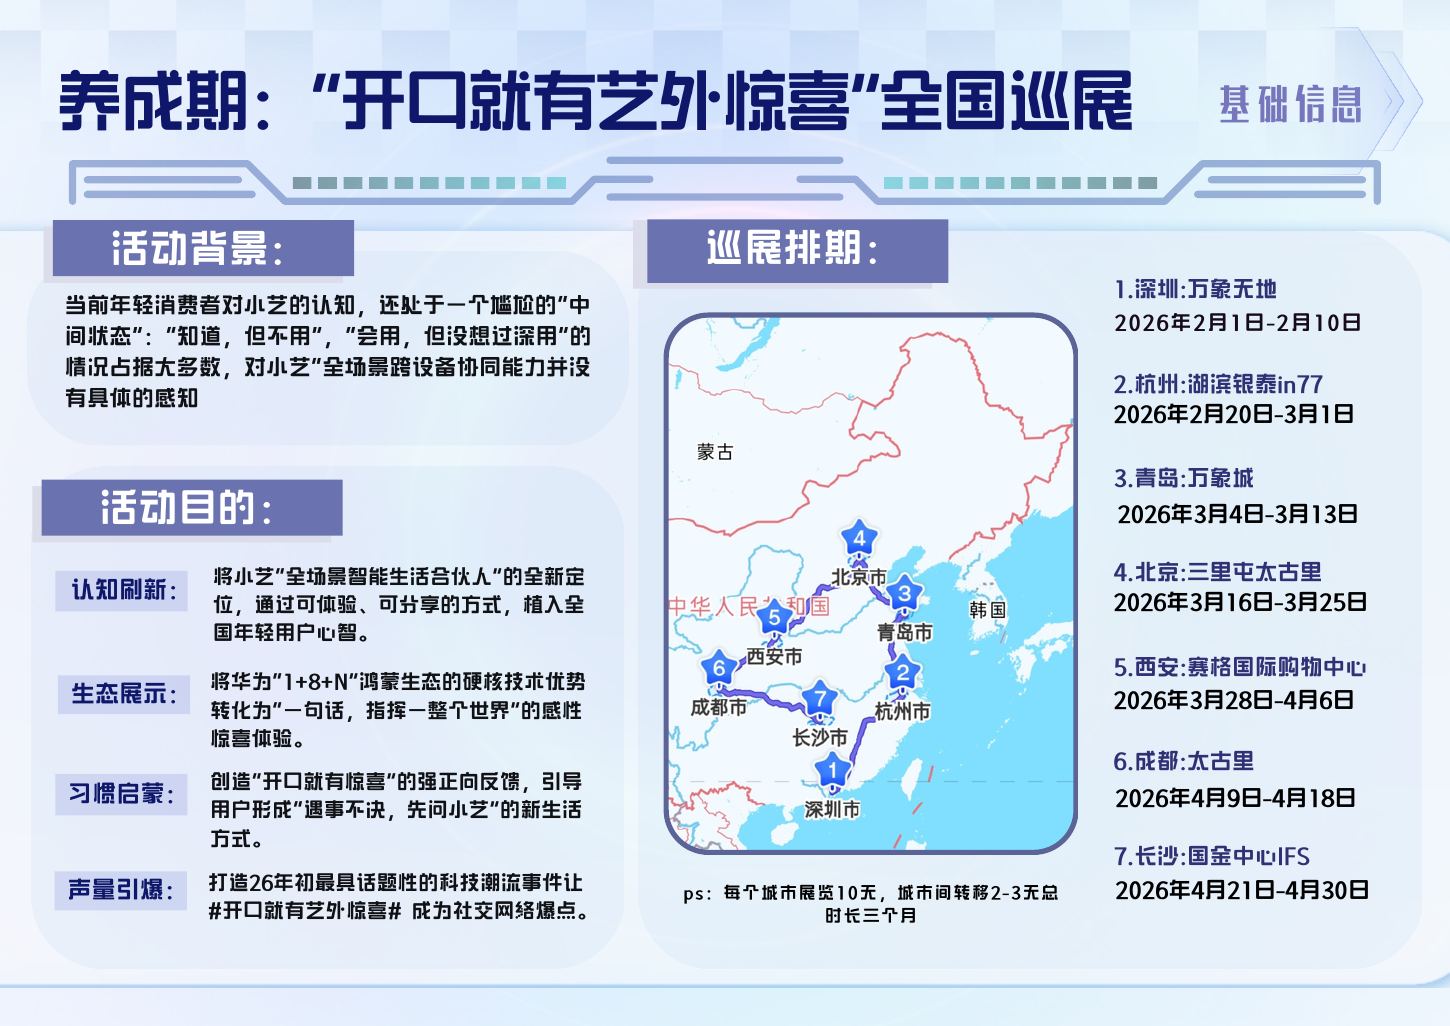 养成期：“开口就有艺外惊喜”全国巡展
基础信息
活动背景：
当前年轻消费者对小艺的认知，还处于一个尴尬的”中
间状态”：”知道，但不用”，”会用，但没想过深用”的
情况占据大多数，对小艺”全场景跨设备协同能力并没
有具体的感知
活动目的：
认知刷新：
将小艺”全场景智能生活合伙人”的全新定
位，通过可体验、可分享的方式，植入全
国年轻用户心智。
生态展示：
将华为”1+8+N”鸿蒙生态的硬核技术优势
转化为”一句话，指挥一整个世界”的感性
惊喜体验。
习惯启蒙：
创造”开口就有惊喜”的强正向反馈，引导
用户形成”遇事不决，先问小艺”的新生活
方式。
声量引爆：
打造26年初最具话题性的科技潮流事件让
#开口就有艺外惊喜# 成为社交网络爆点。
巡展排期：
蒙古
4
北京市
3
中华人民共和国
韩国
5
青岛市
西安市
6
2
成都市
7
杭州市
长沙市
1
深圳市
ps：每个城市展览10天，城市间转移2-3天总
时长三个月
1.深圳:万象天地
2026年2月1日-2月10日
2.杭州:湖滨银泰in77
2026年2月20日-3月1日
3.青岛:万象城
2026年3月4日-3月13日
4.北京:三里屯太古里
2026年3月16日-3月25日
5.西安:赛格国际购物中心
2026年3月28日-4月6日
6.成都:太古里
2026年4月9日-4月18日
7.长沙:国金中心IFS
2026年4月21日-4月30日